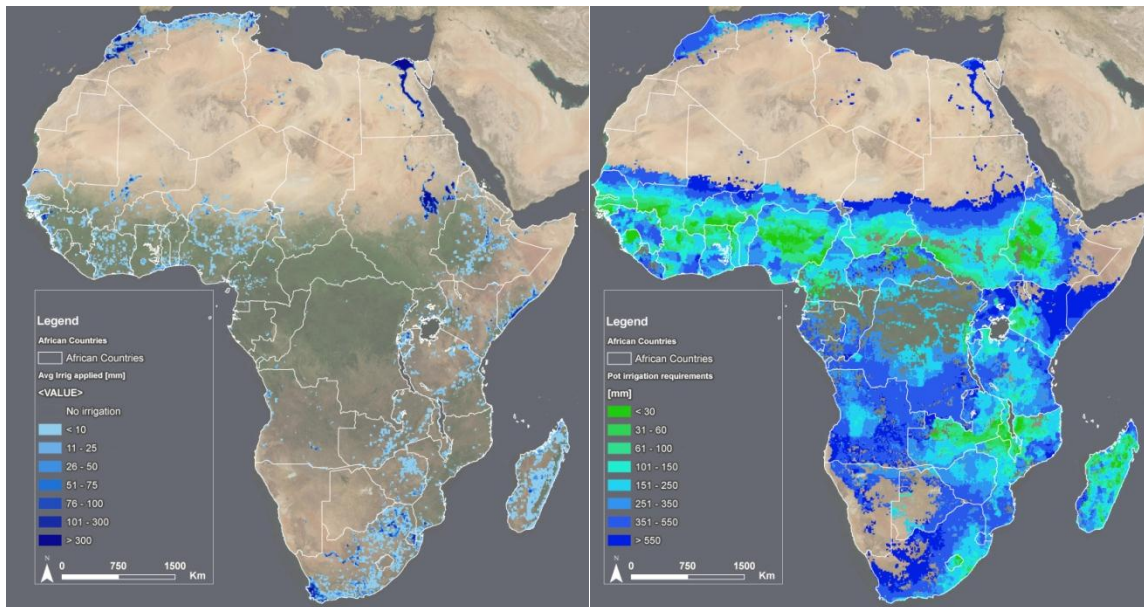 Legend
African Countries
African Countries
Avg Irrig applied [mm]
<VALUE>
No irrigation
< 10
11 - 25
26 - 50
51 - 75
76 - 100
101 - 300
> 300
N
0 750 1500
Km
Legend
African Countries
African Countries
Pot irrigation requirements
[mm]
< 30
31 - 60
61 - 100
101 - 150
151 - 250
251 - 350
351 - 550
> 550
N
0 750 1500
Km